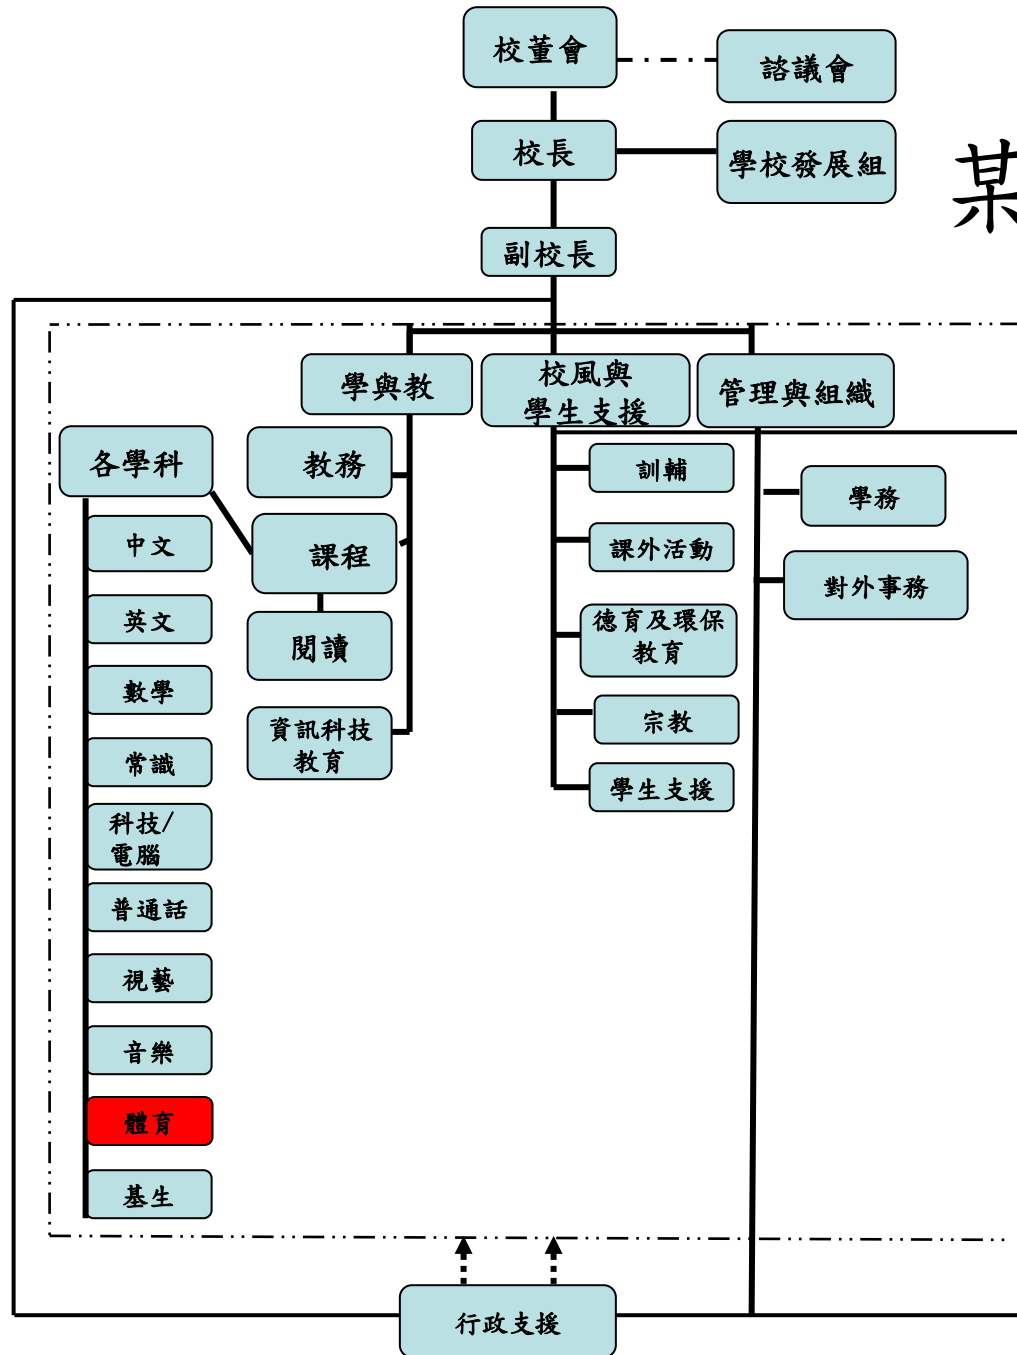 校董會
諮議會
校長
學校發展組
某
副校長
學與教
校風與
學生支援
管理與組織
各學科
教務
訓輔
學務
中文
課程
課外活動
對外事務
英文
閱讀
德育及環保
教育
數學
資訊科技
教育
宗教
常識
學生支援
科技/
電腦
普通話
視藝
音樂
體育
基生
行政支援